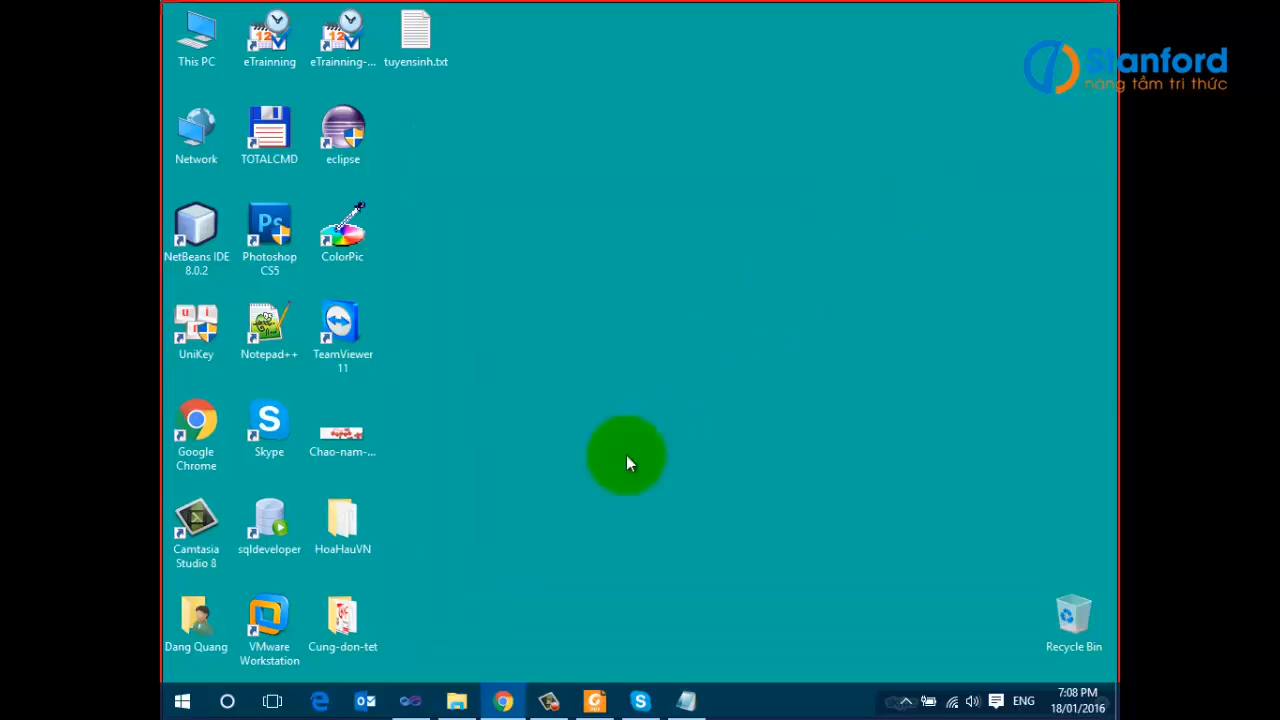 This PC
eTrainning
eTrainning-...
tuyensinh.txt
Stanford
nâng tầm tri thức
Network
TOTALCMD
eclipse
NetBeans IDE
8.0.2
Photoshop
CS5
ColorPic
UniKey
Notepad++
TeamViewer
11
Google
Chrome
Skype
Chao-nam-...
Camtasia
Studio 8
sqldeveloper
HoaHauVN
Dang Quang
VMware
Workstation
Cung-don-tet
Recycle Bin
ENG
7:08 PM
18/01/2016